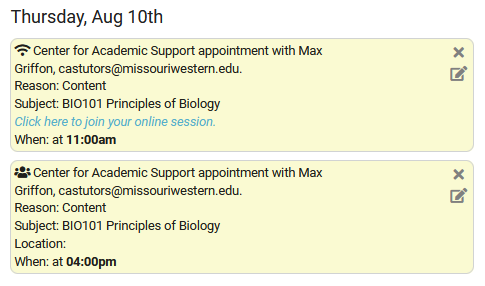 Thursday, Aug 10th
Center for Academic Support appointment with Max
Griffon, castutors@missouriwestern.edu.
Reason: Content
Subject: BIO101 Principles of Biology
Click here to join your online session.
When: at 11:00am
Center for Academic Support appointment with Max
Griffon, castutors@missouriwestern.edu.
Reason: Content
Subject: BIO101 Principles of Biology
Location:
When: at 04:00pm